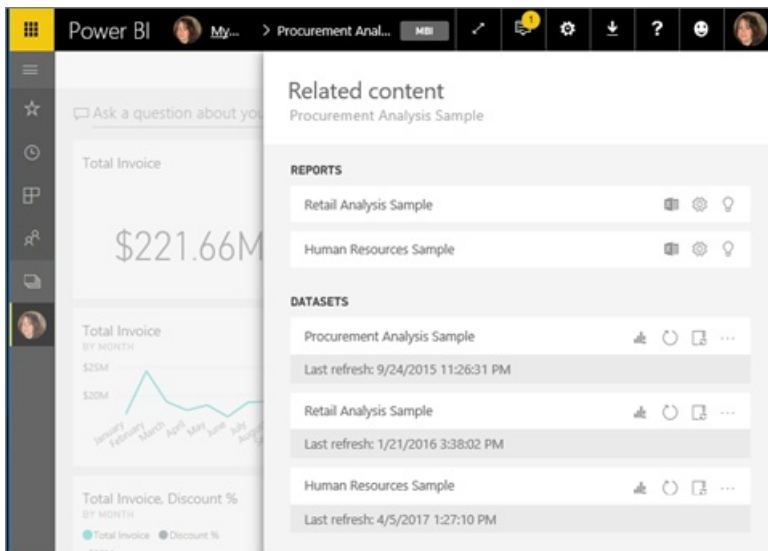 Power BI My... > Procurement Anal... MBI 1 ?
Ask a question about you
Total Invoice
$221.66M
Total Invoice
BY MONTH
$25M
$20M
January February March April May June July August
Total Invoice, Discount %
BY MONTH
Total Invoice Discount %
Related content
Procurement Analysis Sample
REPORTS
Retail Analysis Sample
Human Resources Sample
DATASETS
Procurement Analysis Sample
Last refresh: 9/24/2015 11:26:31 PM
Retail Analysis Sample
Last refresh: 1/21/2016 3:38:02 PM
Human Resources Sample
Last refresh: 4/5/2017 1:27:10 PM